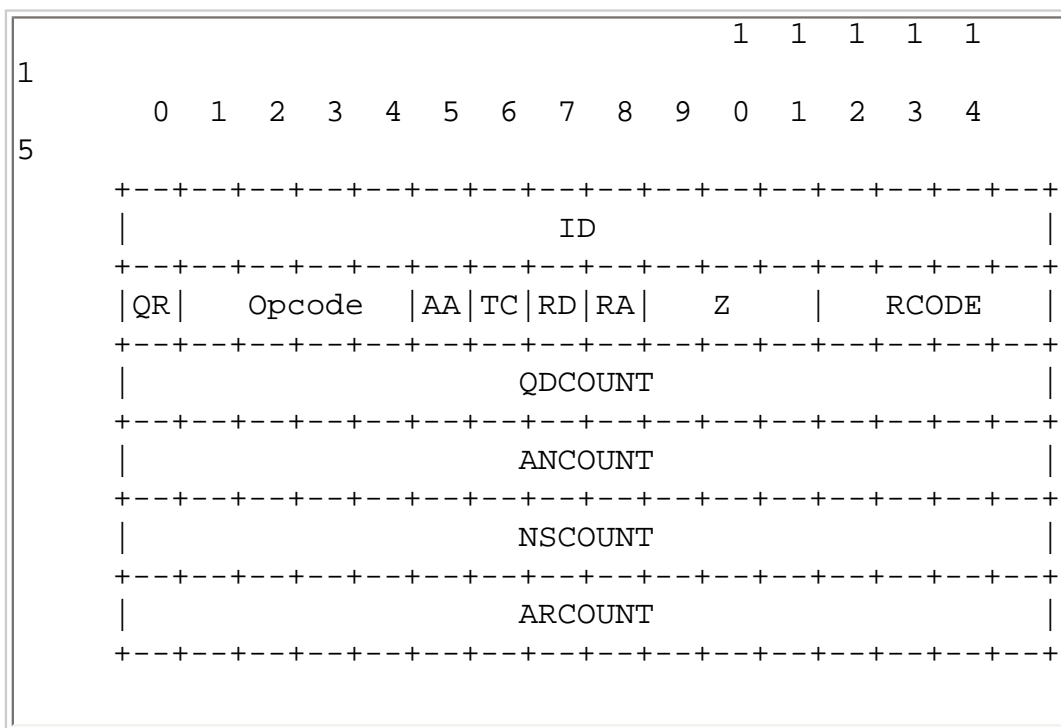 1  1  1  1  1
1
                  0  1  2  3  4  5  6  7  8  9  0  1  2  3  4
5
                +--+--+--+--+--+--+--+--+--+--+--+--+--+--+--+--+
                |                      ID                       |
                +--+--+--+--+--+--+--+--+--+--+--+--+--+--+--+--+
                |QR|   Opcode  |AA|TC|RD|RA|   Z    |   RCODE   |
                +--+--+--+--+--+--+--+--+--+--+--+--+--+--+--+--+
                |                    QDCOUNT                    |
                +--+--+--+--+--+--+--+--+--+--+--+--+--+--+--+--+
                |                    ANCOUNT                    |
                +--+--+--+--+--+--+--+--+--+--+--+--+--+--+--+--+
                |                    NSCOUNT                    |
                +--+--+--+--+--+--+--+--+--+--+--+--+--+--+--+--+
                |                    ARCOUNT                    |
                +--+--+--+--+--+--+--+--+--+--+--+--+--+--+--+--+